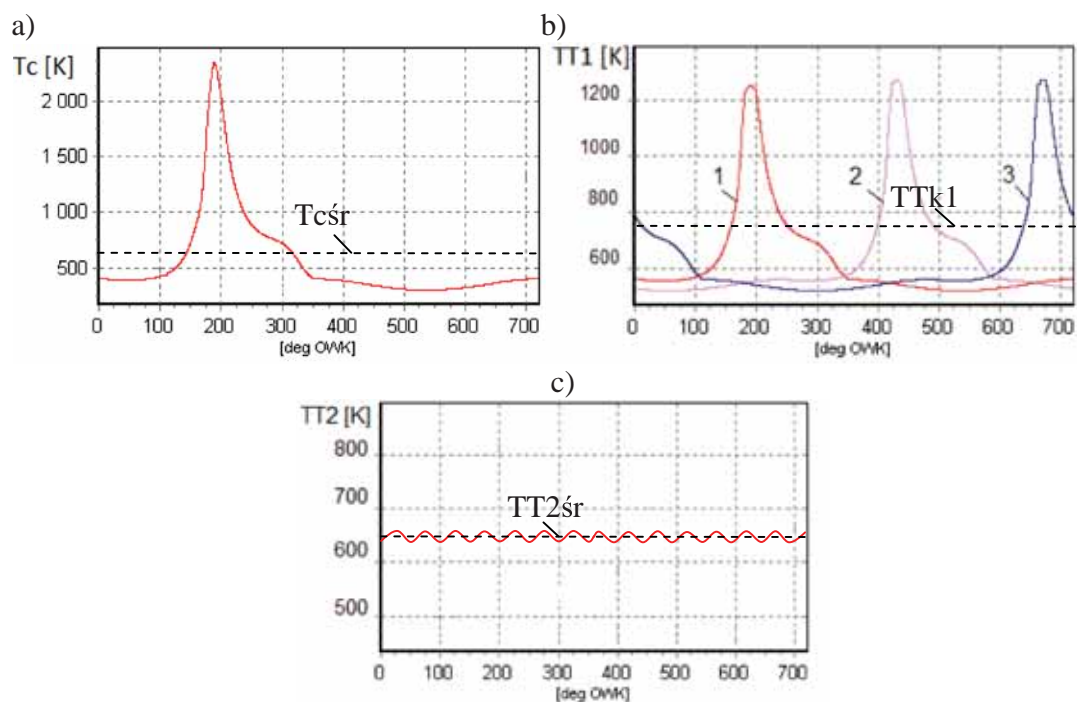 a)
b)
Tc [K]
2 000
1 500
1 000
500
Tcśr
0 100 200 300 400 500 600 700
[deg OWK]
TT1 [K]
1200
1000
800
600
1
2
3
TTk1
0 100 200 300 400 500 600 700
[deg OWK]
c)
TT2 [K]
800
700
600
500
TT2śr
0 100 200 300 400 500 600 700
[deg OWK]